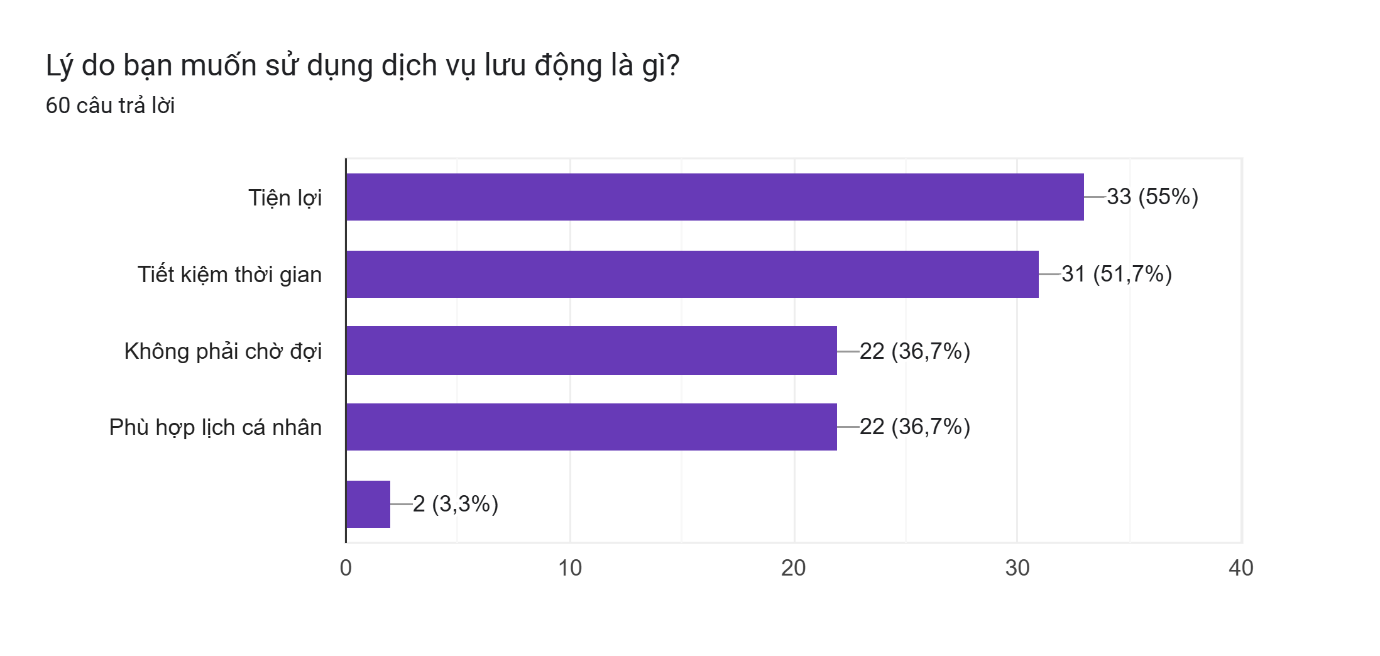 Lý do bạn muốn sử dụng dịch vụ lưu động là gì?
60 câu trả lời
Tiện lợi
33 (55%)
Tiết kiệm thời gian
31 (51,7%)
Không phải chờ đợi
22 (36,7%)
Phù hợp lịch cá nhân
22 (36,7%)
2 (3,3%)
0 10 20 30 40